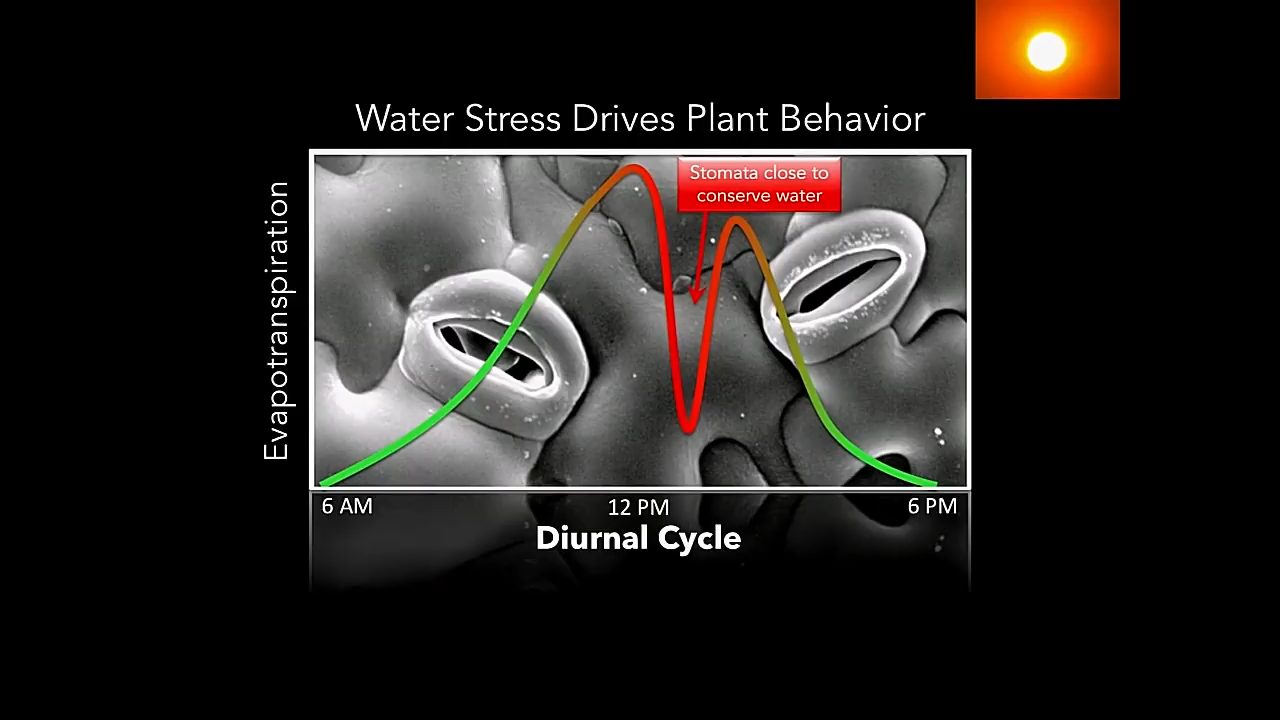 Water Stress Drives Plant Behavior
Evapotranspiration
Stomata close to
conserve water
6 AM
12 PM
6 PM
Diurnal Cycle